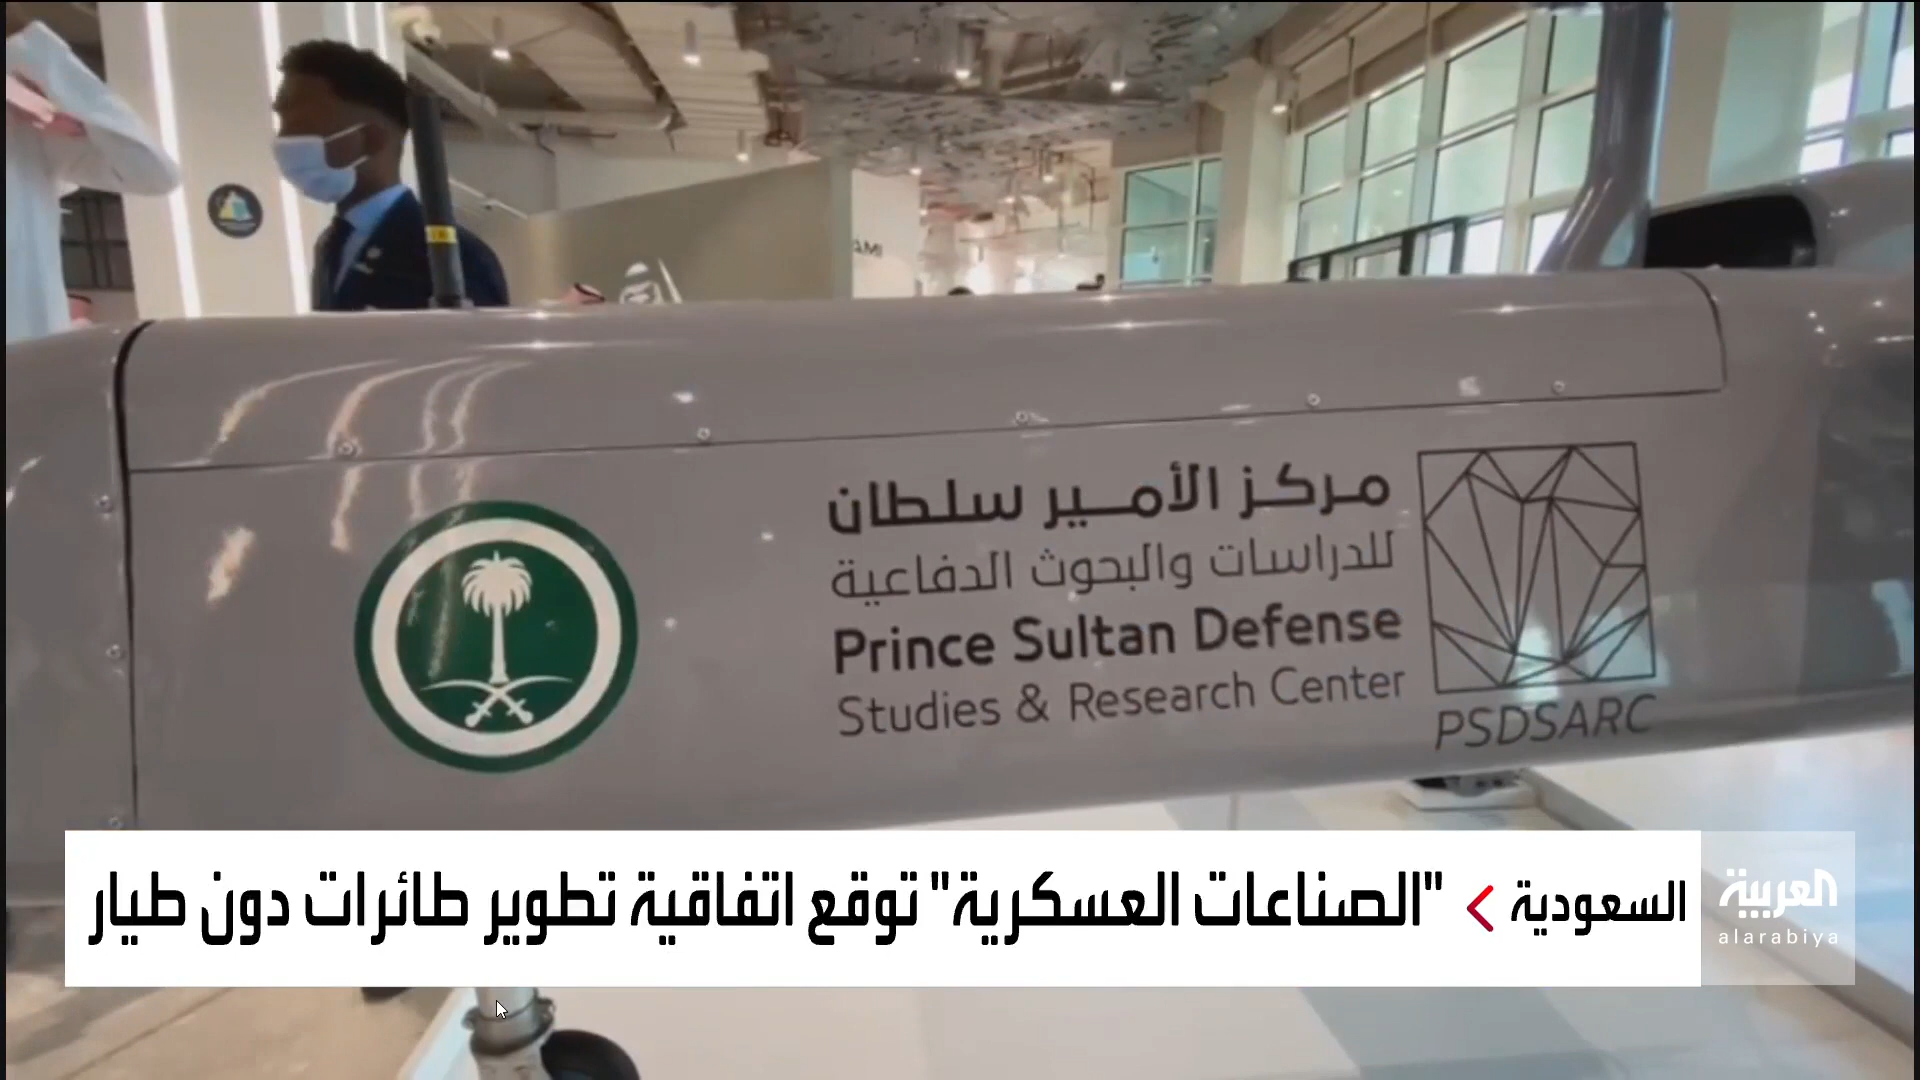 AMI
مركز الأمير سلطان
للدراسات والبحوث الدفاعية
Prince Sultan Defense
Studies & Research Center
PSDSARC
السعودية > "الصناعات العسكرية" توقع اتفاقية تطوير طائرات دون طيار
العربية
alarabiya